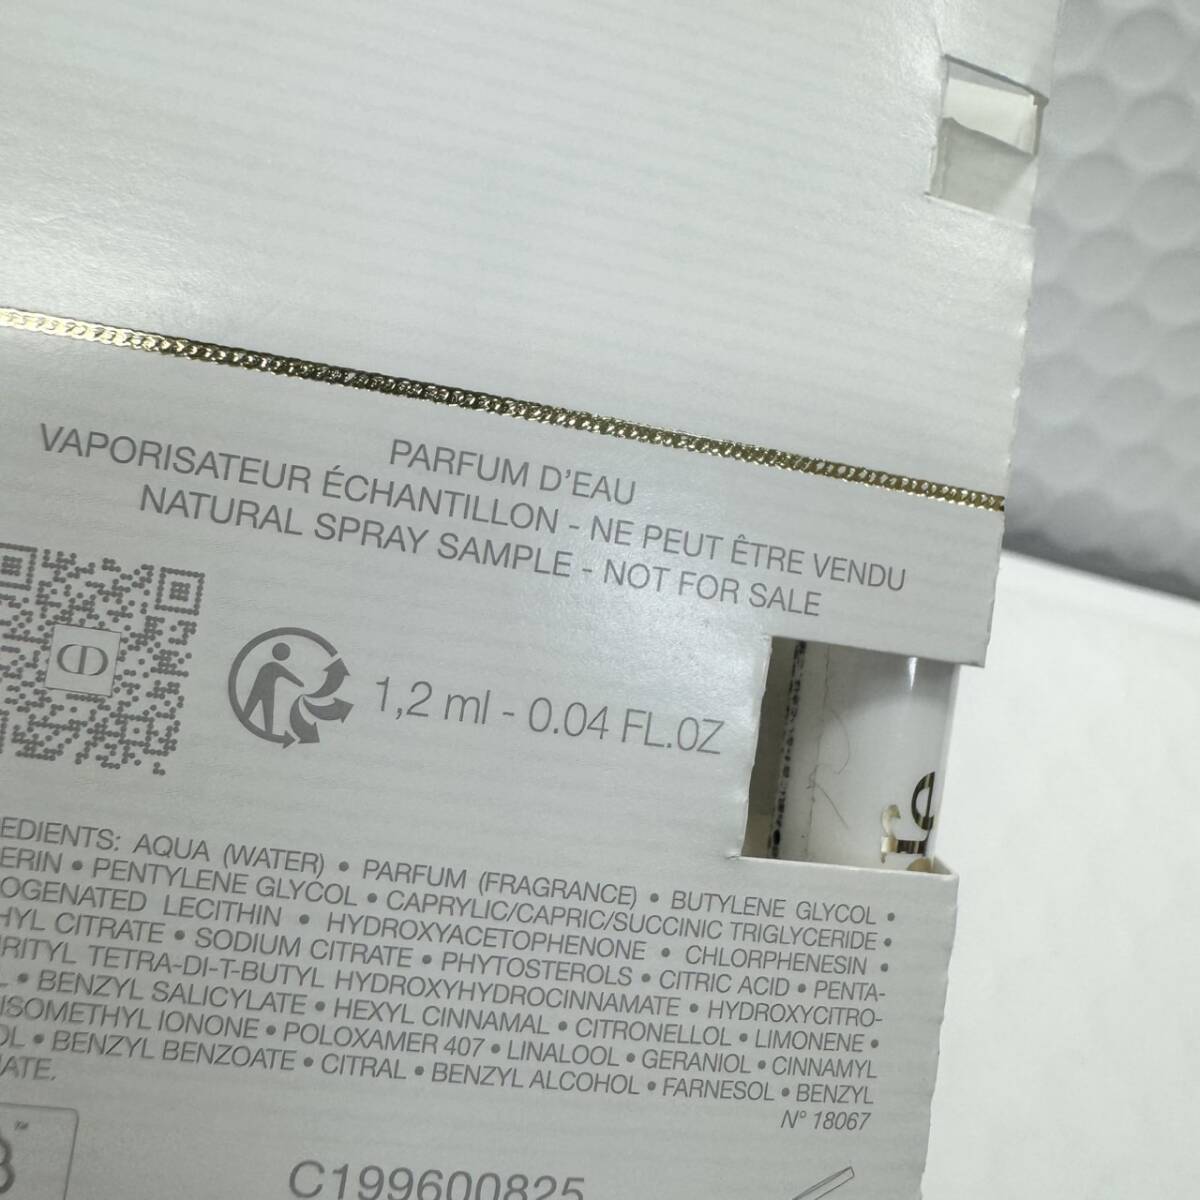 PARFUM D'EAU
VAPORISATEUR ÉCHANTILLON - NE PEUT ÊTRE VENDU
NATURAL SPRAY SAMPLE - NOT FOR SALE
CD
1,2 ml - 0.04 FL.OZ
EDIENTS: AQUA (WATER) • PARFUM (FRAGRANCE) • BUTYLENE GLYCOL •
ERIN • PENTYLENE GLYCOL • CAPRYLIC/CAPRIC/SUCCINIC TRIGLYCERIDE •
OGENATED LECITHIN • HYDROXYACETOPHENONE • CHLORPHENESIN •
HYL CITRATE • SODIUM CITRATE • PHYTOSTEROLS • CITRIC ACID • PENTA-
RITYL TETRA-DI-T-BUTYL HYDROXYHYDROCINNAMATE • HYDROXYCITRO-
L • BENZYL SALICYLATE • HEXYL CINNAMAL • CITRONELLOL • LIMONENE •
ISOMETHYL IONONE • POLOXAMER 407 • LINALOOL • GERANIOL • CINNAMYL
OL • BENZYL BENZOATE • CITRAL • BENZYL ALCOHOL • FARNESOL • BENZYL
ATE.
N° 18067
C199600825